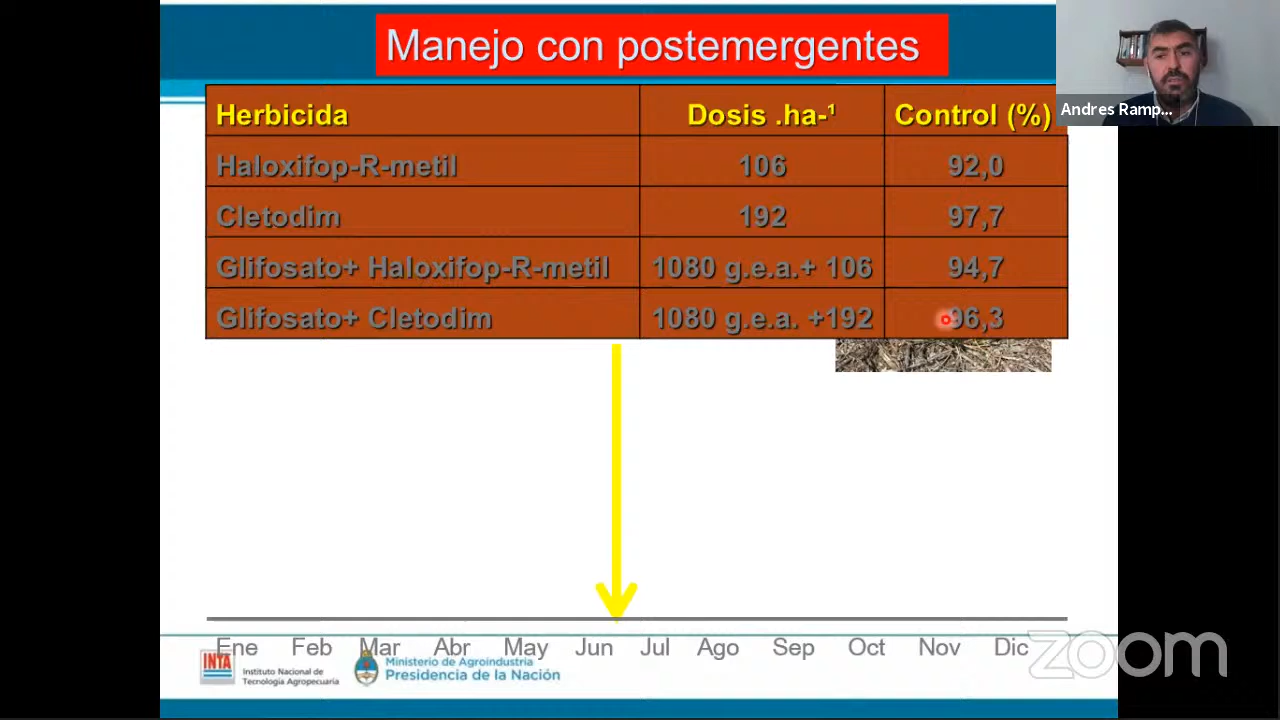 Manejo con postemergentes
Andres Ramp...
Herbicida Dosis .ha-¹ Control (%)
Haloxifop-R-metil 106 92,0
Cletodim 192 97,7
Glifosato+ Haloxifop-R-metil 1080 g.e.a.+ 106 94,7
Glifosato+ Cletodim 1080 g.e.a. +192 96,3
Ene Feb Mar Abr May Jun Jul Ago Sep Oct Nov Dic
zoom
INTA
Instituto Nacional de
Tecnología Agropecuaria
Ministerio de Agroindustria
Presidencia de la Nación